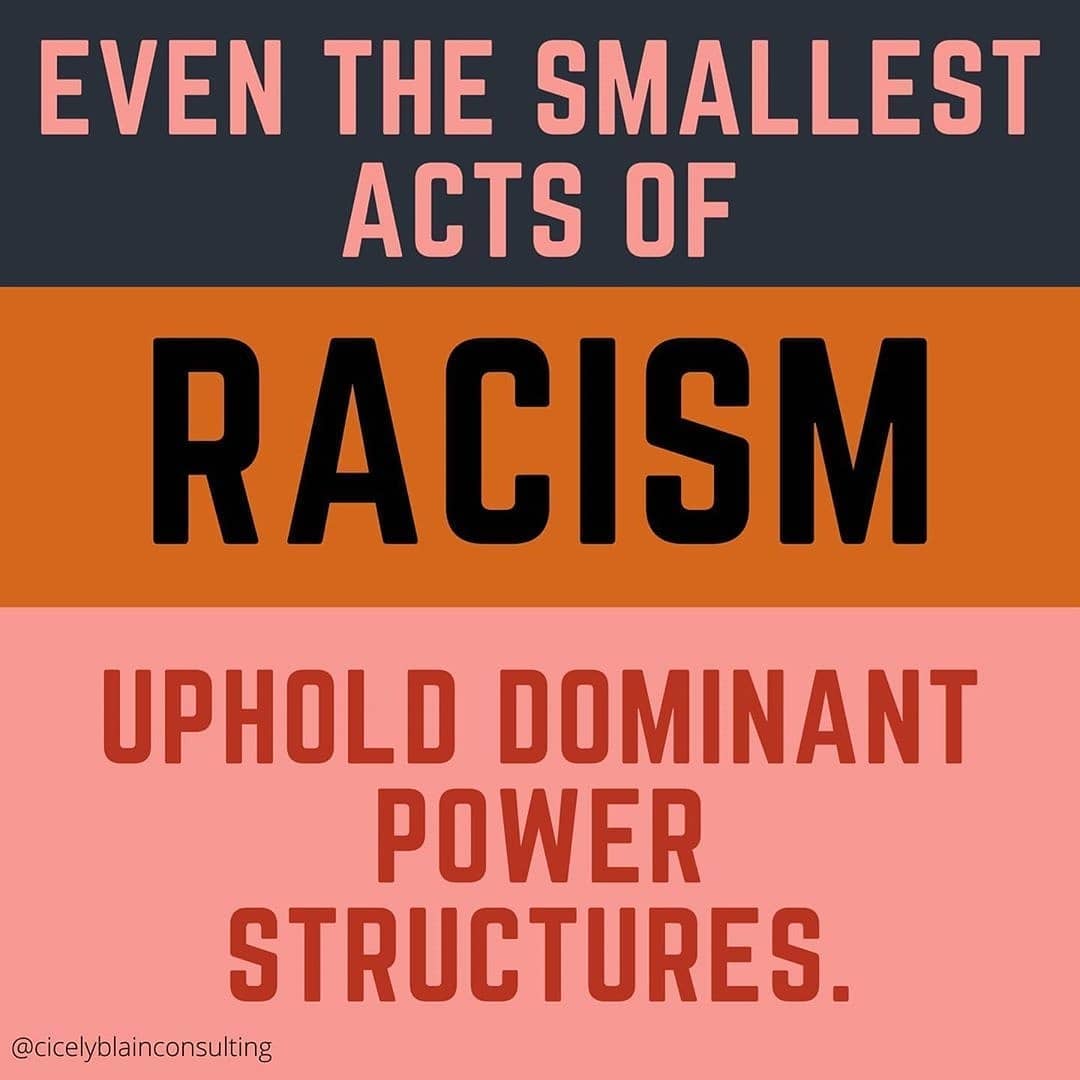 EVEN THE SMALLEST
ACTS OF
RACISM
UPHOLD DOMINANT
POWER
STRUCTURES.
@cicelyblainconsulting